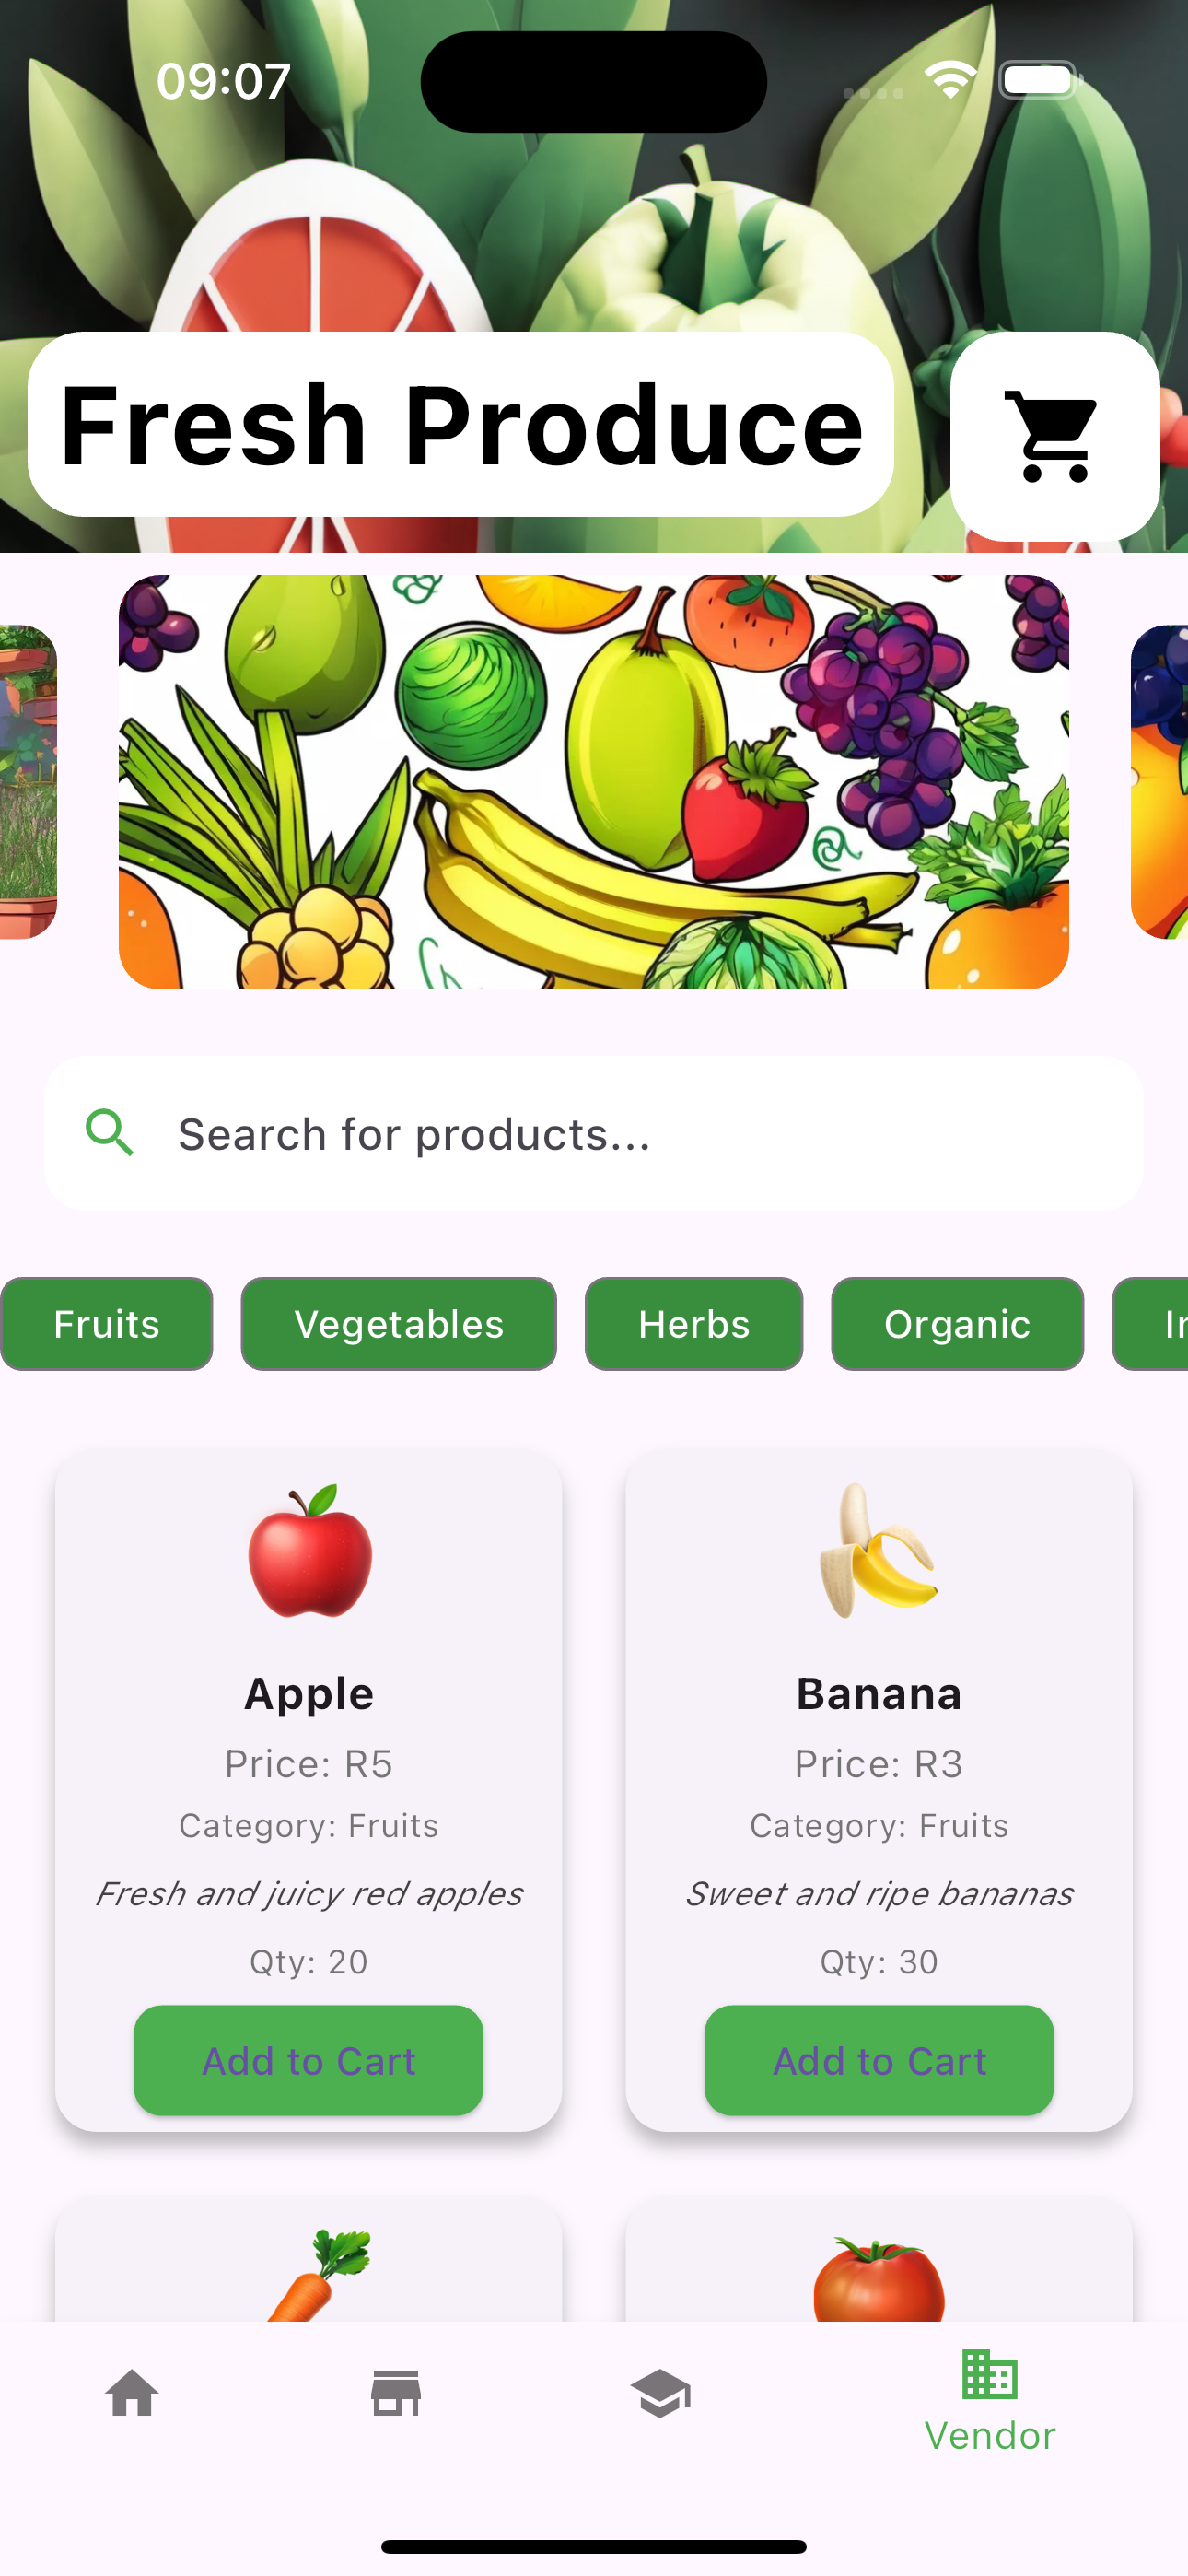 09:07
Fresh Produce
Search for products...
Fruits
Vegetables
Herbs
Organic
Apple
Price: R5
Category: Fruits
Fresh and juicy red apples
Qty: 20
Add to Cart
Banana
Price: R3
Category: Fruits
Sweet and ripe bananas
Qty: 30
Add to Cart
Vendor